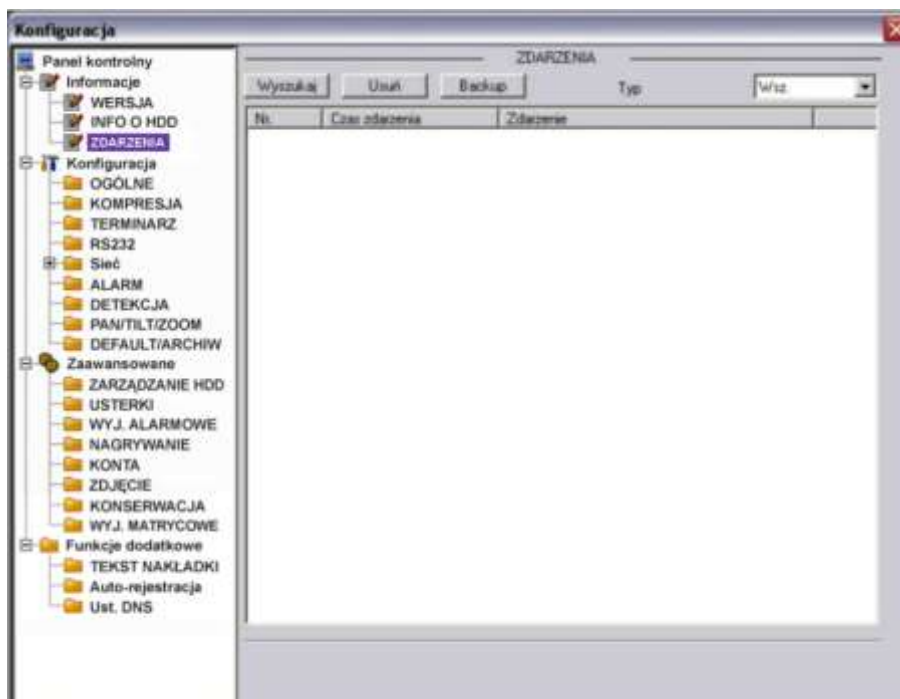 Konfiguracja
Panel kontrolny
Informacje
WERSJA
INFO O HDD
ZDARZENIA
Konfiguracja
OGÓLNE
KOMPRESJA
TERMINARZ
RS232
Sieć
ALARM
DETEKCJA
PAN/TILT/ZOOM
DEFAULT/ARCHIW
Zaawansowane
ZARZĄDZANIE HDD
USTERKI
WYJ. ALARMOWE
NAGRYWANIE
KONTA
ZDJĘCIE
KONSERWACJA
WYJ. MATRYCOWE
Funkcje dodatkowe
TEKST NAKŁADKI
Auto-rejestracja
Ust. DNS
ZDARZENIA
Wyszukaj Usuń Backup Typ Wsz.
Nr. Czas zdarzenia Zdarzenie